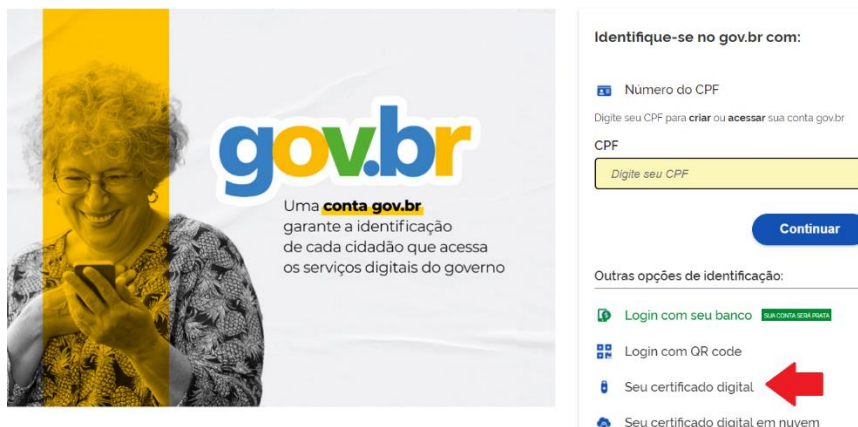 gov.br
Uma conta gov.br
garante a identificação
de cada cidadão que acessa
os serviços digitais do governo
Identifique-se no gov.br com:
Número do CPF
Digite seu CPF para criar ou acessar sua conta gov.br
CPF
Digite seu CPF
Continuar
Outras opções de identificação:
Login com seu banco SUA CONTA SERÁ PRATA
Login com QR code
Seu certificado digital
Seu certificado digital em nuvem